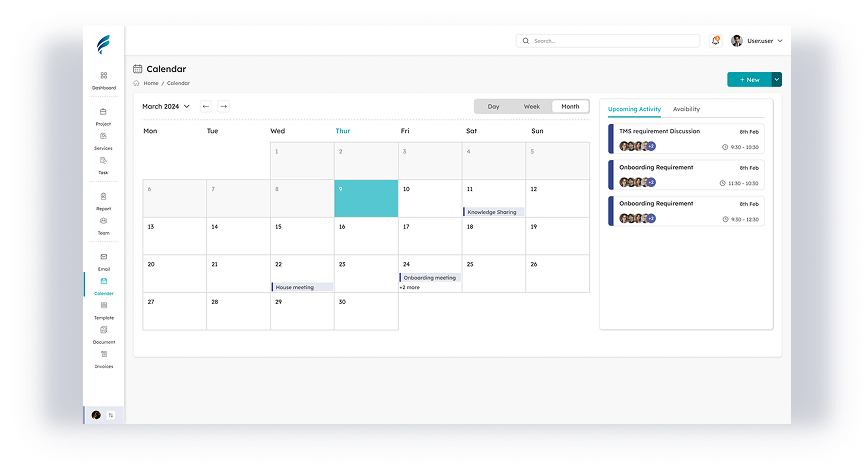 Search...
5
User.user
Dashboard
Project
Services
Task
Report
Team
Email
Calender
Template
Document
Invoices
Calendar
Home / Calendar
+ New
March 2024
Day Week Month
Mon Tue Wed Thur Fri Sat Sun
1 2 3 4 5
6 7 8 9 10 11 12
Knowledge Sharing
13 14 15 16 17 18 19
20 21 22 23 24 25 26
House meeting
Onboarding meeting
+2 more
27 28 29 30
Upcoming Activity Avaibility
TMS requirement Discussion 8th Feb
+2 9:30 - 10:30
Onboarding Requirement 8th Feb
+2 11:30 - 10:30
Onboarding Requirement 8th Feb
+2 9:30 - 12:30